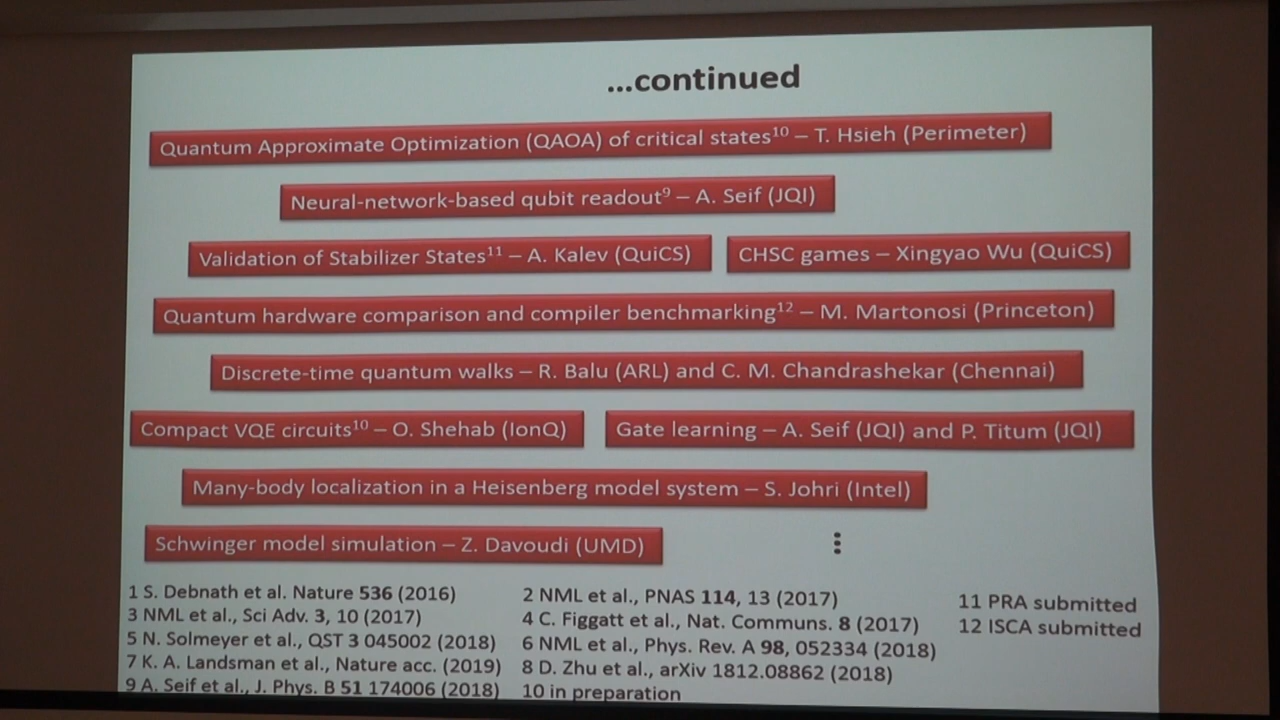 ...continued
Quantum Approximate Optimization (QAOA) of critical states¹⁰ – T. Hsieh (Perimeter)
Neural-network-based qubit readout⁹ – A. Seif (JQI)
Validation of Stabilizer States¹¹ – A. Kalev (QuiCS)
CHSC games – Xingyao Wu (QuiCS)
Quantum hardware comparison and compiler benchmarking¹² – M. Martonosi (Princeton)
Discrete-time quantum walks – R. Balu (ARL) and C. M. Chandrashekar (Chennai)
Compact VQE circuits¹⁰ – O. Shehab (IonQ)
Gate learning – A. Seif (JQI) and P. Titum (JQI)
Many-body localization in a Heisenberg model system – S. Johri (Intel)
Schwinger model simulation – Z. Davoudi (UMD)
⋮
1 S. Debnath et al. Nature 536 (2016)
2 NML et al., PNAS 114, 13 (2017)
3 NML et al., Sci Adv. 3, 10 (2017)
4 C. Figgatt et al., Nat. Communs. 8 (2017)
5 N. Solmeyer et al., QST 3 045002 (2018)
6 NML et al., Phys. Rev. A 98, 052334 (2018)
7 K. A. Landsman et al., Nature acc. (2019)
8 D. Zhu et al., arXiv 1812.08862 (2018)
9 A. Seif et al., J. Phys. B 51 174006 (2018)
10 in preparation
11 PRA submitted
12 ISCA submitted